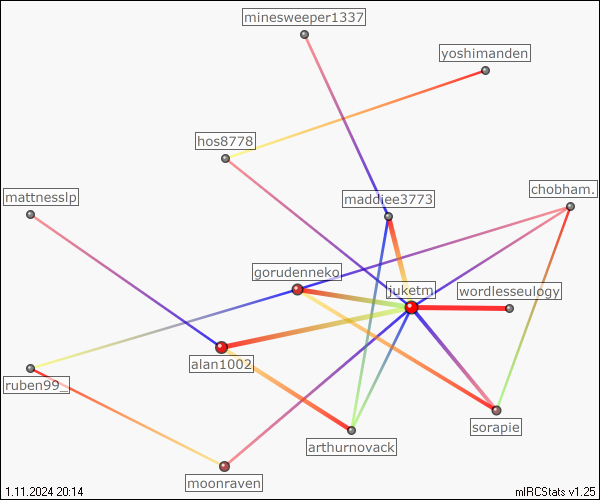 minesweeper1337
yoshimanden
hos8778
chobham.
mattnesslp
maddiee3773
gorudenneko
juketm
wordlesseulogy
alan1002
ruben99_
sorapie
arthurnovack
moonraven
1.11.2024 20:14
mIRCStats v1.25